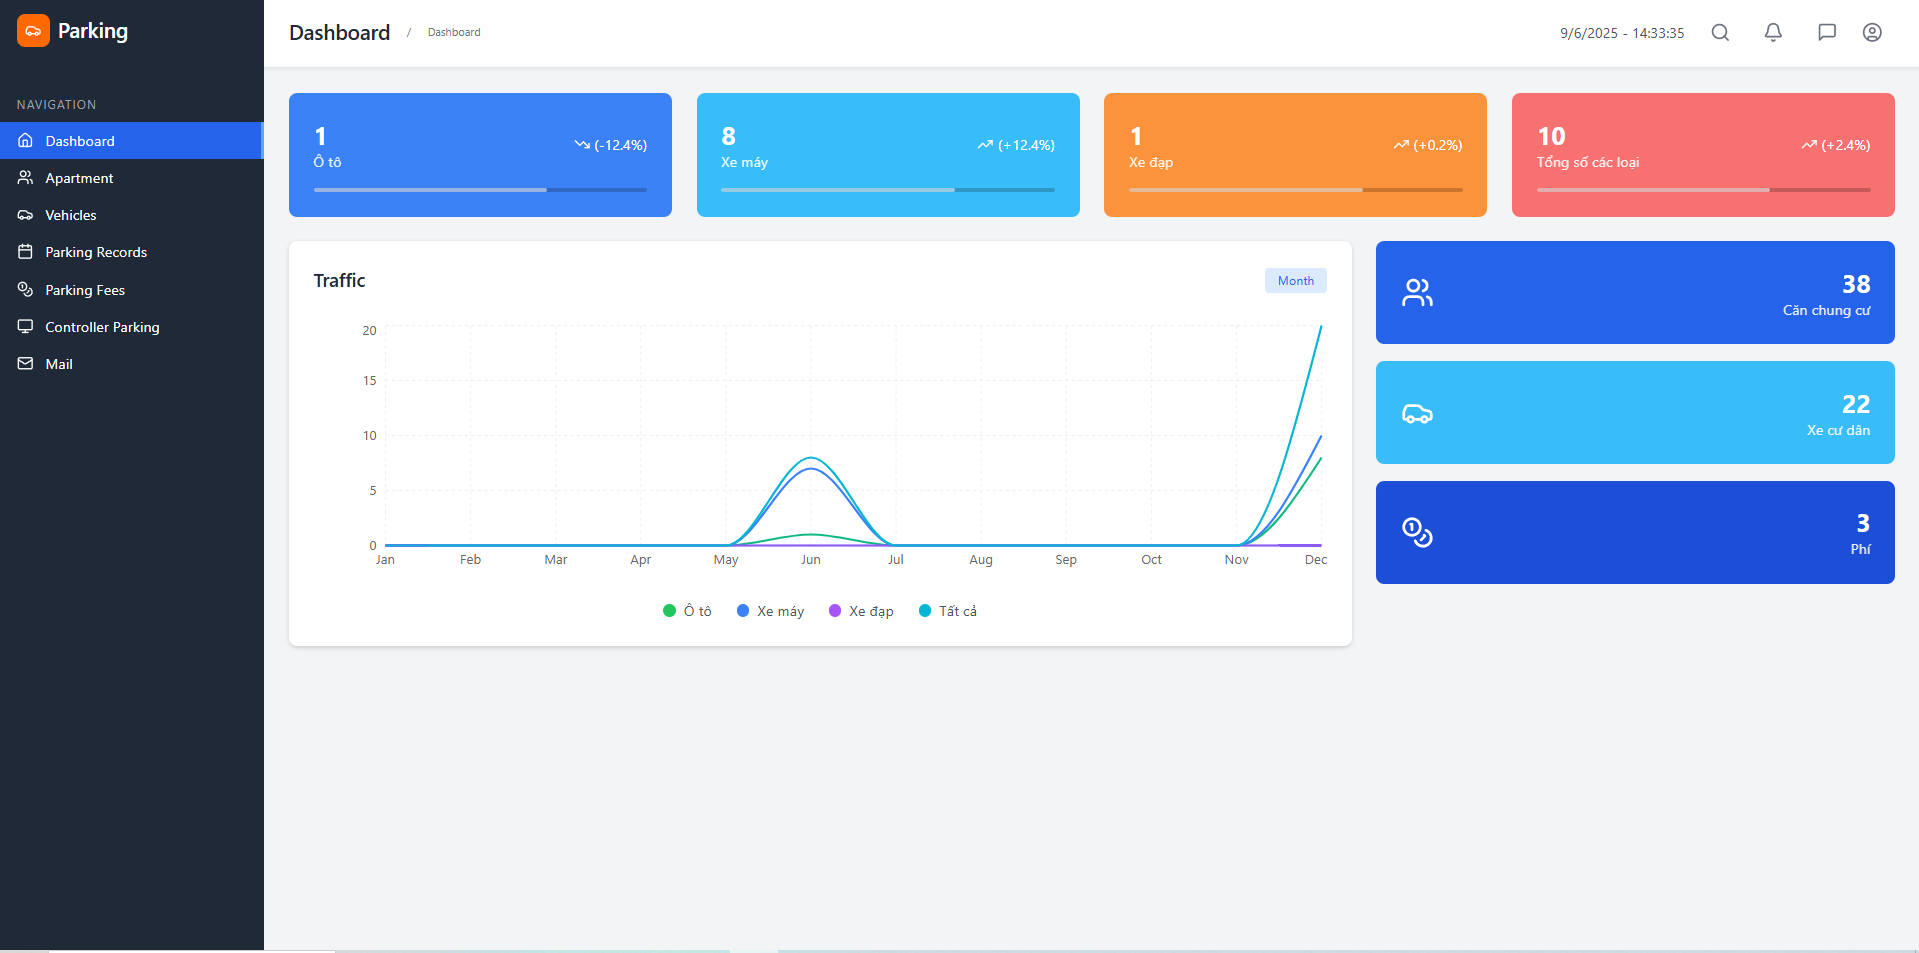 Parking
NAVIGATION
Dashboard
Apartment
Vehicles
Parking Records
Parking Fees
Controller Parking
Mail
Dashboard / Dashboard
9/6/2025 - 14:33:35
1
(-12.4%)
Ô tô
8
(+12.4%)
Xe máy
1
(+0.2%)
Xe đạp
10
(+2.4%)
Tổng số các loại
Traffic
Month
20
15
10
5
0
Jan Feb Mar Apr May Jun Jul Aug Sep Oct Nov Dec
Ô tô Xe máy Xe đạp Tất cả
38
Căn chung cư
22
Xe cư dân
3
Phí